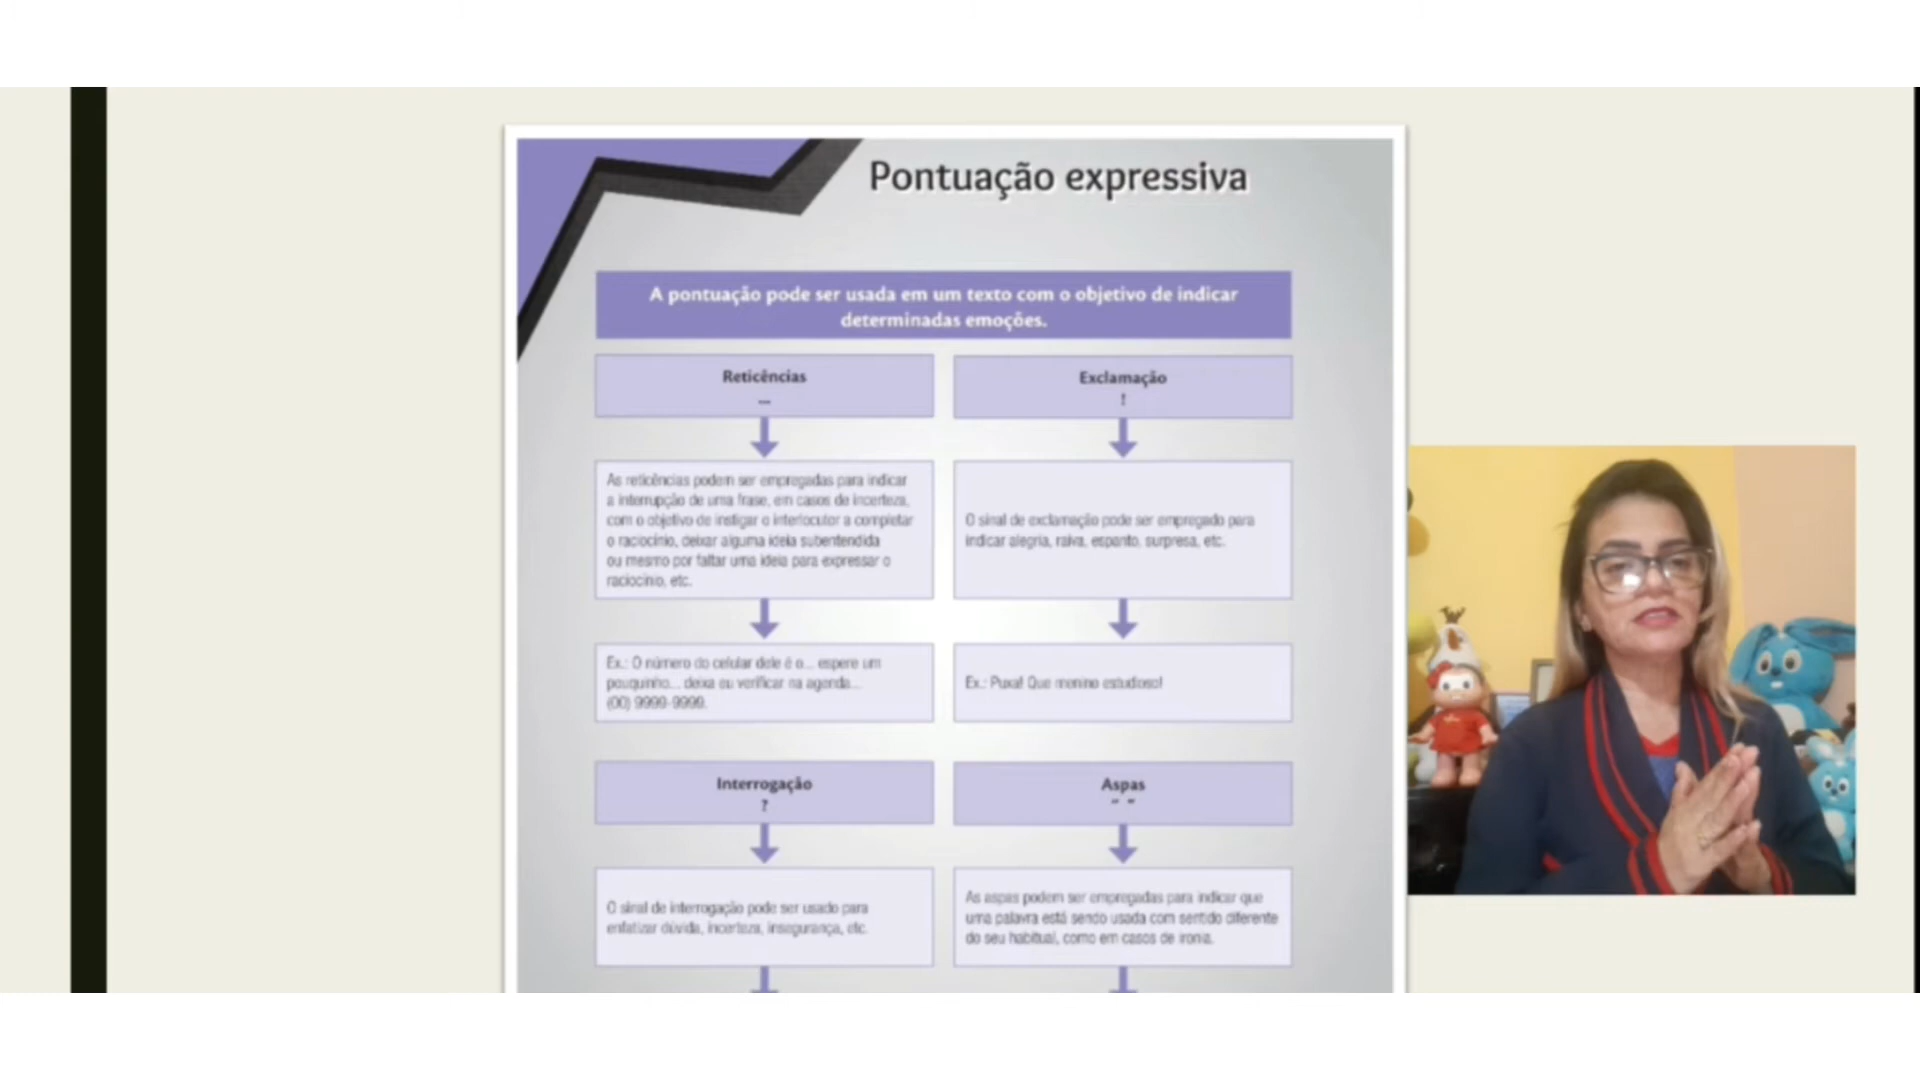 Pontuação expressiva
A pontuação pode ser usada em um texto com o objetivo de indicar
determinadas emoções.
Reticências
...
Exclamação
!
As reticências podem ser empregadas para indicar
a interrupção de uma frase, em casos de incerteza,
com o objetivo de instigar o interlocutor a completar
o raciocínio, deixar alguma ideia subentendida
ou mesmo por faltar uma ideia para expressar o
raciocínio, etc.
O sinal de exclamação pode ser empregado para
indicar alegria, raiva, espanto, surpresa, etc.
Ex.: O número do celular dele é o... espere um
pouquinho... deixa eu verificar na agenda...
(00) 9999-9999.
Ex.: Puxa! Que menino estudioso!
Interrogação
?
Aspas
" "
O sinal de interrogação pode ser usado para
enfatizar dúvida, incerteza, insegurança, etc.
As aspas podem ser empregadas para indicar que
uma palavra está sendo usada com sentido diferente
do seu habitual, como em casos de ironia.